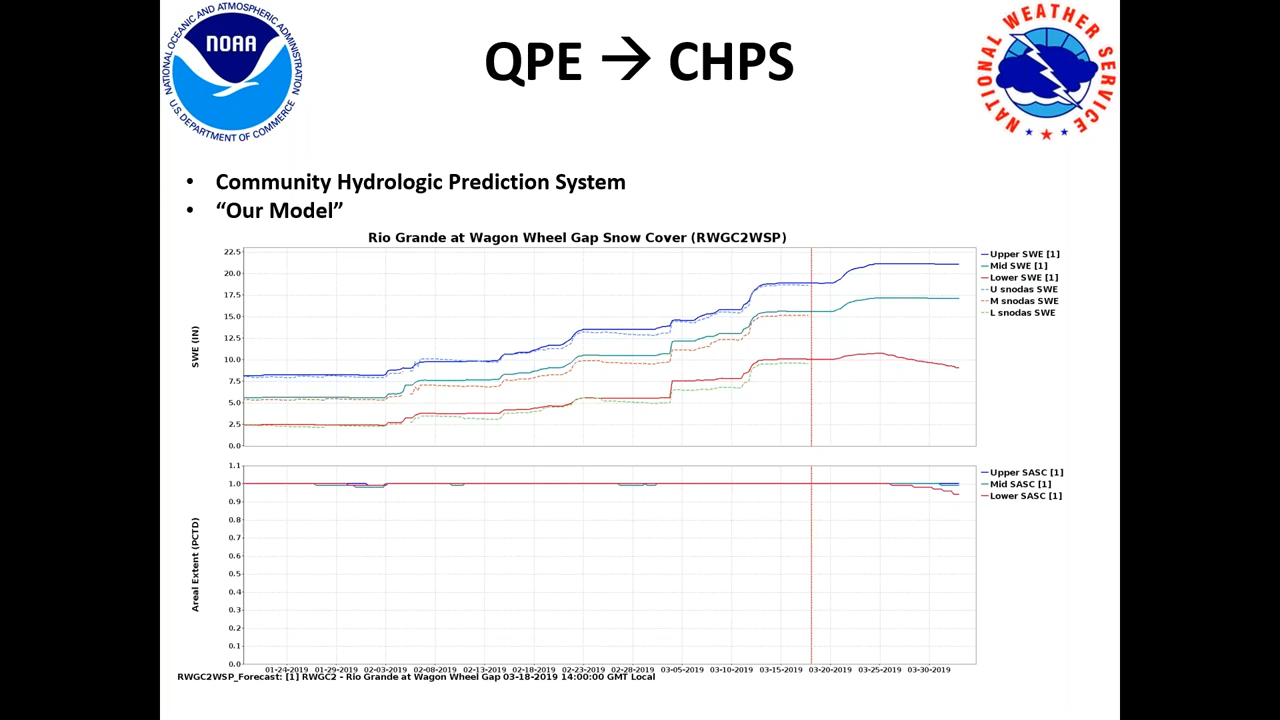 NATIONAL OCEANIC AND ATMOSPHERIC ADMINISTRATION
NOAA
U.S. DEPARTMENT OF COMMERCE
QPE → CHPS
NATIONAL WEATHER SERVICE
• Community Hydrologic Prediction System
• “Our Model”
Rio Grande at Wagon Wheel Gap Snow Cover (RWGC2WSP)
SWE (IN)
22.5
20.0
17.5
15.0
12.5
10.0
7.5
5.0
2.5
0.0
Upper SWE [1]
Mid SWE [1]
Lower SWE [1]
U snodas SWE
M snodas SWE
L snodas SWE
Areal Extent (PCTD)
1.1
1.0
0.9
0.8
0.7
0.6
0.5
0.4
0.3
0.2
0.1
0.0
Upper SASC [1]
Mid SASC [1]
Lower SASC [1]
01-24-2019 01-29-2019 02-03-2019 02-08-2019 02-13-2019 02-18-2019 02-23-2019 02-28-2019 03-05-2019 03-10-2019 03-15-2019 03-20-2019 03-25-2019 03-30-2019
RWGC2WSP_Forecast: [1] RWGC2 - Rio Grande at Wagon Wheel Gap 03-18-2019 14:00:00 GMT Local